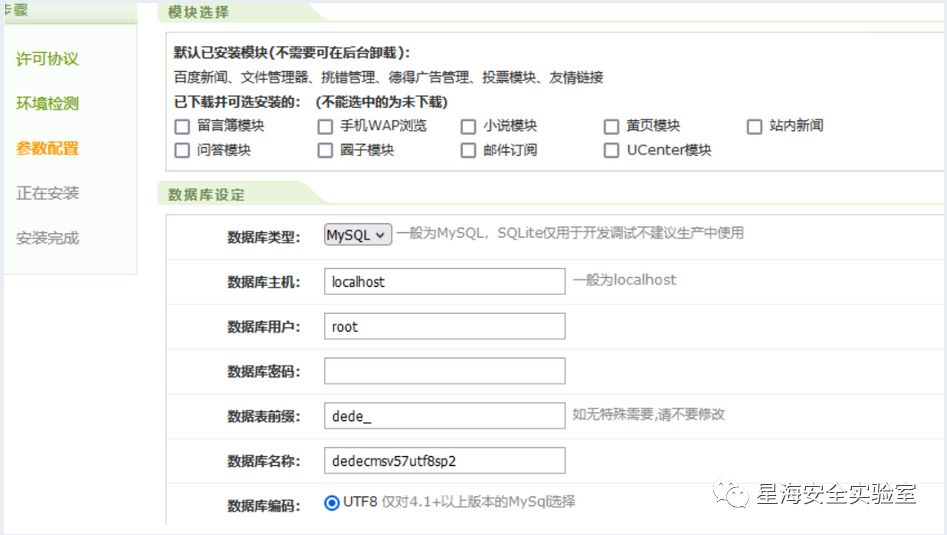 步骤
许可协议
环境检测
参数配置
正在安装
安装完成
模块选择
默认已安装模块(不需要可在后台卸载)：
百度新闻、文件管理器、挑错管理、德得广告管理、投票模块、友情链接
已下载并可选安装的： (不能选中的为未下载)
留言簿模块 手机WAP浏览 小说模块 黄页模块 站内新闻
问答模块 圈子模块 邮件订阅 UCenter模块
数据库设定
数据库类型： MySQL 一般为MySQL，SQLite仅用于开发调试不建议生产中使用
数据库主机： localhost 一般为localhost
数据库用户： root
数据库密码：
数据表前缀： dede_ 如无特殊需要,请不要修改
数据库名称： dedecmsv57utf8sp2
数据库编码： UTF8 仅对4.1+以上版本的MySql选择
星海安全实验室